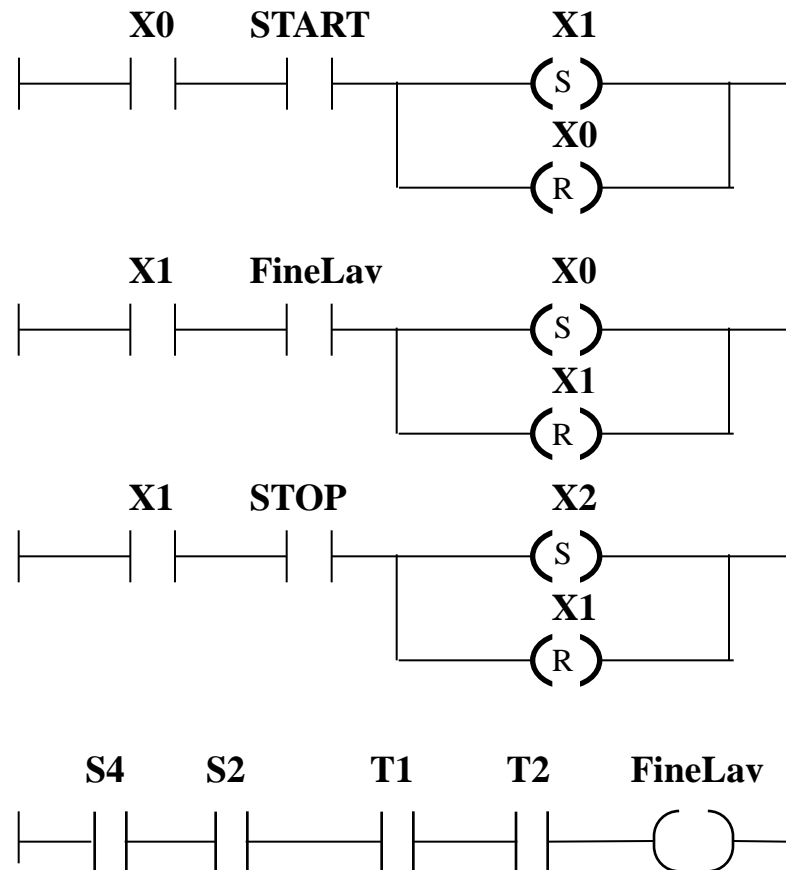 X0 START X1
S
X0
R
X1 FineLav X0
S
X1
R
X1 STOP X2
S
X1
R
S4 S2 T1 T2 FineLav